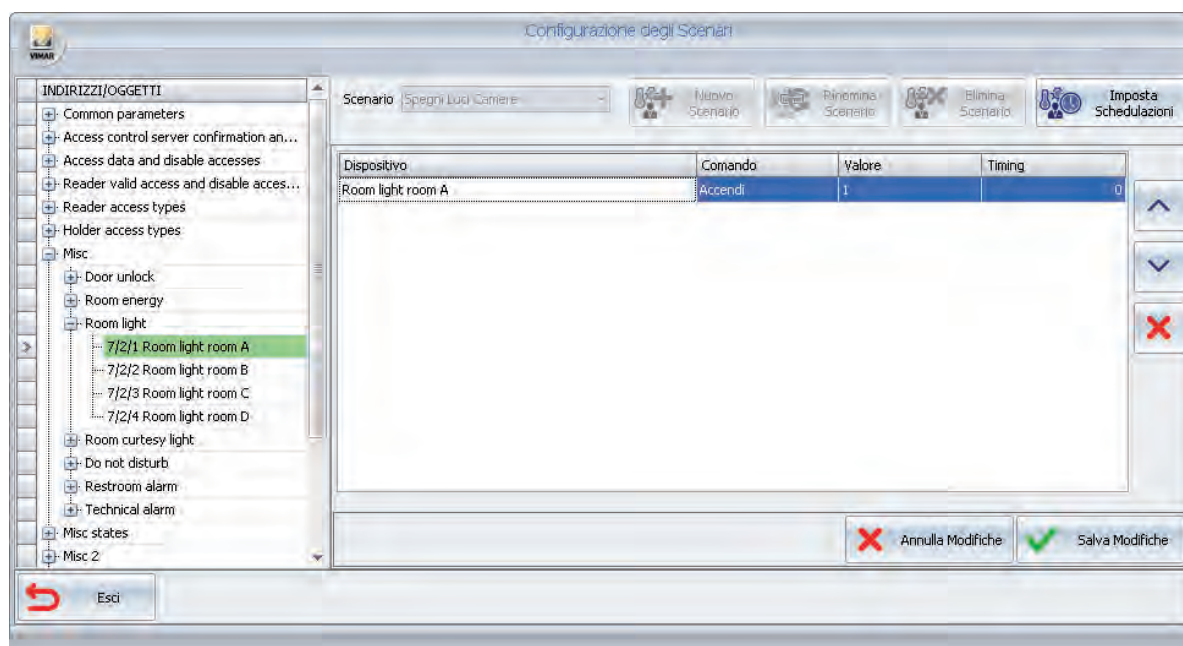 Configurazione degli Scenari
VIMAR
INDIRIZZI/OGGETTI
Common parameters
Access control server confirmation an...
Access data and disable accesses
Reader valid access and disable acces...
Reader access types
Holder access types
Misc
Door unlock
Room energy
Room light
7/2/1 Room light room A
7/2/2 Room light room B
7/2/3 Room light room C
7/2/4 Room light room D
Room curtesy light
Do not disturb
Restroom alarm
Technical alarm
Misc states
Misc 2
Scenario Spegni Luci Camere
Nuovo
Scenario
Rinomina
Scenario
Elimina
Scenario
Imposta
Schedulazioni
Dispositivo Comando Valore Timing
Room light room A Accendi 1 0
Annulla Modifiche
Salva Modifiche
Esci